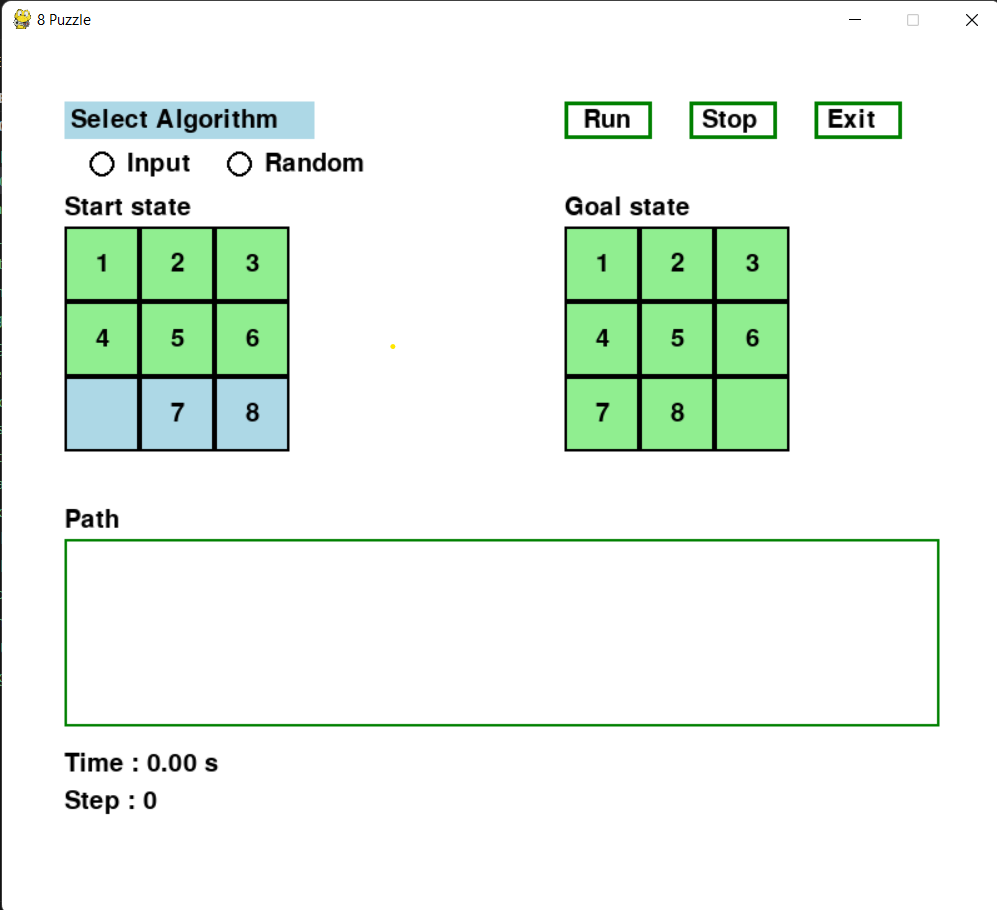 8 Puzzle
Select Algorithm
Run Stop Exit
Input Random
Start state
Goal state
1 2 3
4 5 6
7 8
1 2 3
4 5 6
7 8
Path
Time : 0.00 s
Step : 0